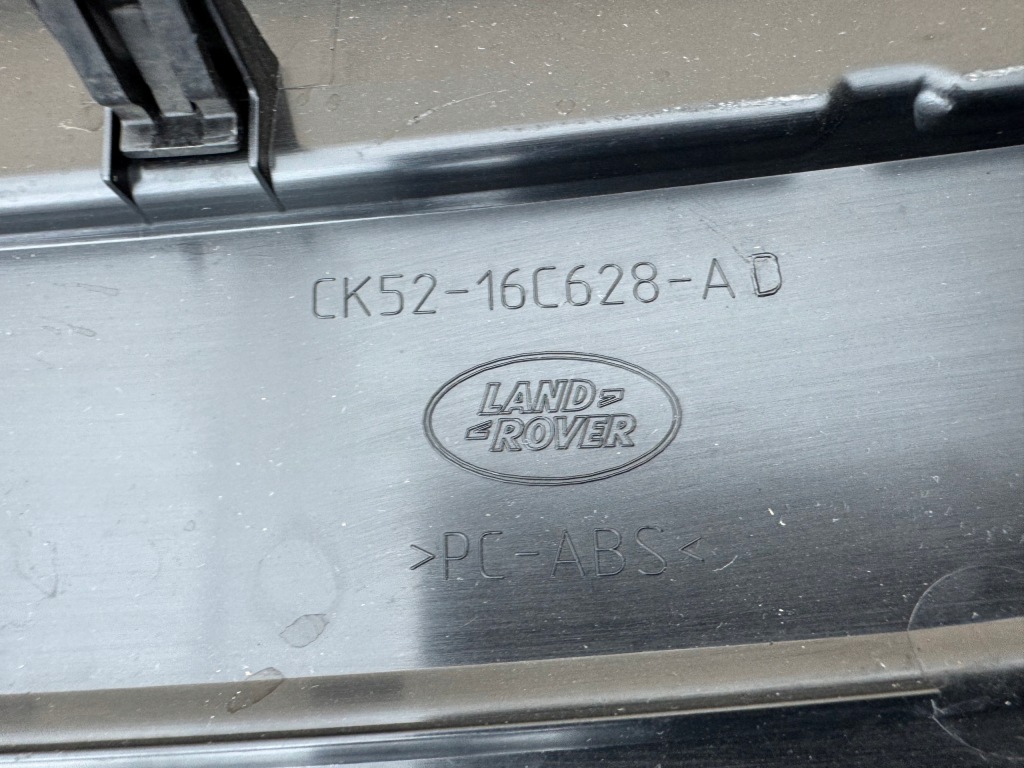 CK52-16C628-AD
LAND
ROVER
>PC-ABS<